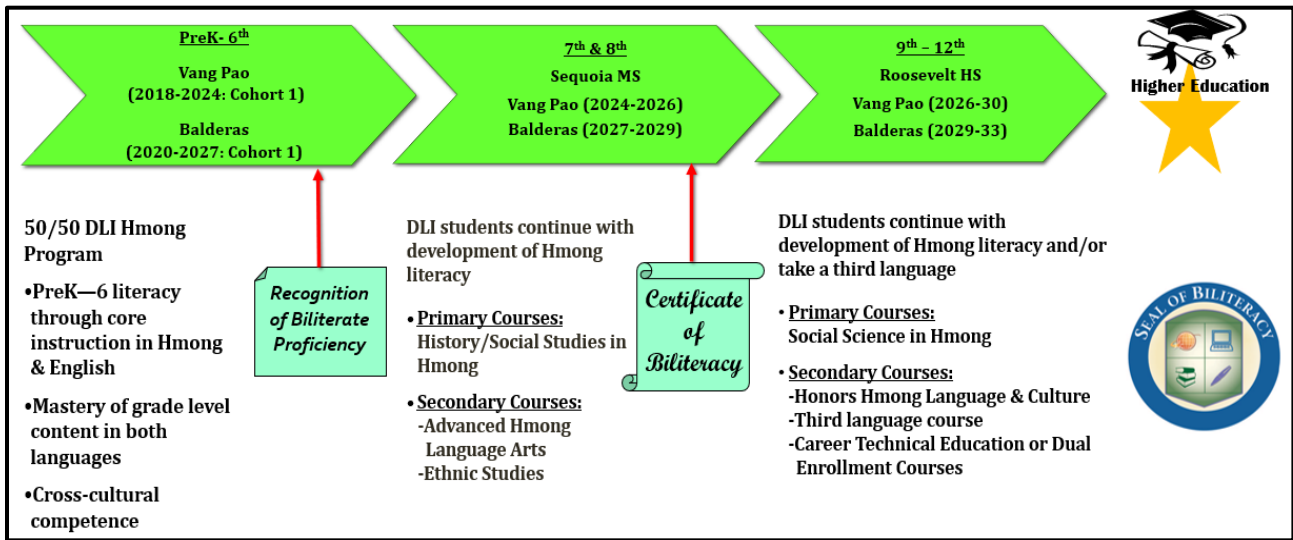 PreK- 6th
Vang Pao
(2018-2024: Cohort 1)
Balderas
(2020-2027: Cohort 1)
7th & 8th
Sequoia MS
Vang Pao (2024-2026)
Balderas (2027-2029)
9th – 12th
Roosevelt HS
Vang Pao (2026-30)
Balderas (2029-33)
Higher Education
50/50 DLI Hmong
Program
•PreK—6 literacy
through core
instruction in Hmong
& English
•Mastery of grade level
content in both
languages
•Cross-cultural
competence
Recognition
of Biliterate
Proficiency
DLI students continue with
development of Hmong
literacy
• Primary Courses:
History/Social Studies in
Hmong
• Secondary Courses:
-Advanced Hmong
Language Arts
-Ethnic Studies
Certificate
of
Biliteracy
DLI students continue with
development of Hmong literacy and/or
take a third language
• Primary Courses:
Social Science in Hmong
• Secondary Courses:
-Honors Hmong Language & Culture
-Third language course
-Career Technical Education or Dual
Enrollment Courses
SEAL OF BILITERACY